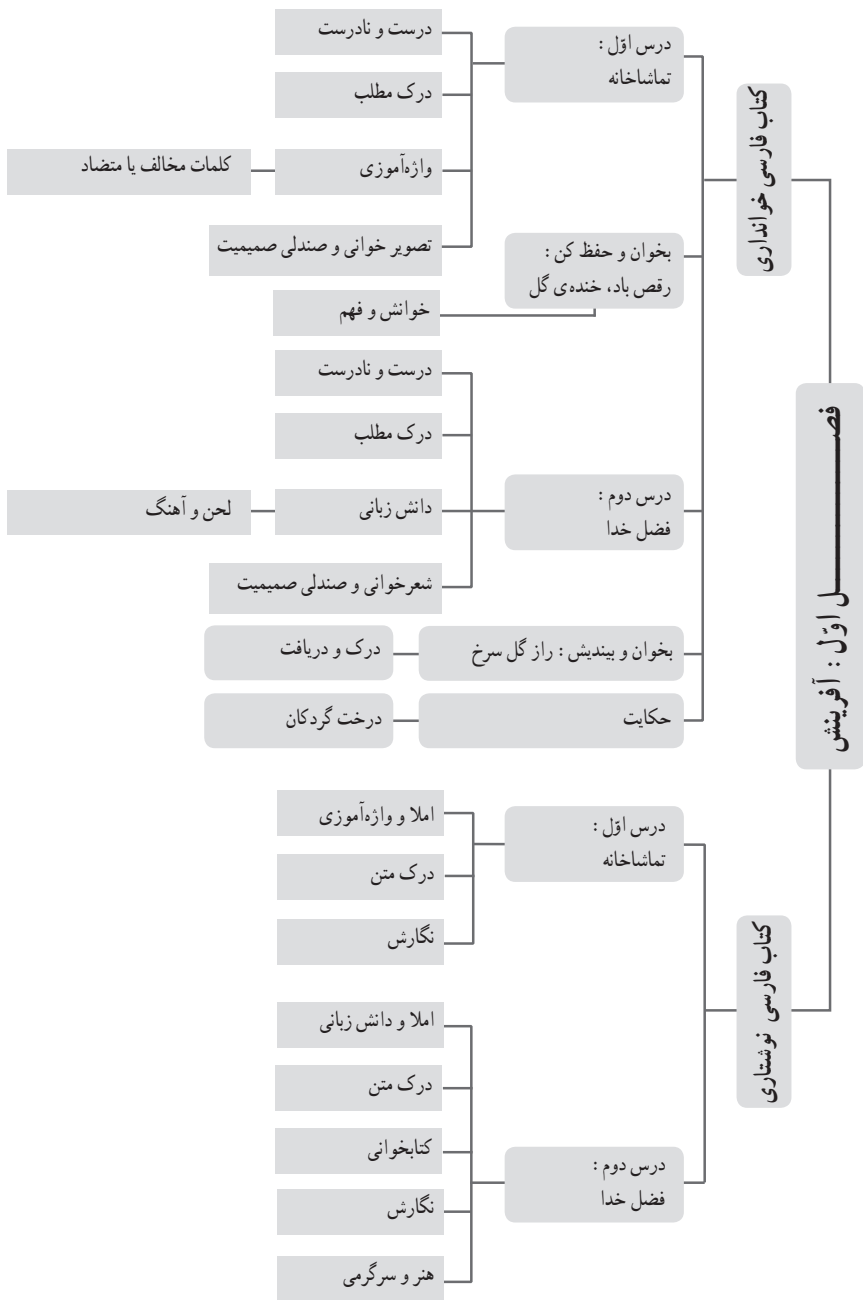 فصل اوّل : آفرینش
کتاب فارسی خوانداری
درس اوّل :
تماشاخانه
درست و نادرست
درک مطلب
واژه‌آموزی
کلمات مخالف یا متضاد
تصویر خوانی و صندلی صمیمیت
بخوان و حفظ کن :
رقص باد، خنده‌ی گل
خوانش و فهم
درس دوم :
فضل خدا
درست و نادرست
درک مطلب
دانش زبانی
لحن و آهنگ
شعرخوانی و صندلی صمیمیت
بخوان و بیندیش : راز گل سرخ
درک و دریافت
حکایت
درخت گردکان
کتاب فارسی نوشتاری
درس اوّل :
تماشاخانه
املا و واژه‌آموزی
درک متن
نگارش
درس دوم :
فضل خدا
املا و دانش زبانی
درک متن
کتابخوانی
نگارش
هنر و سرگرمی